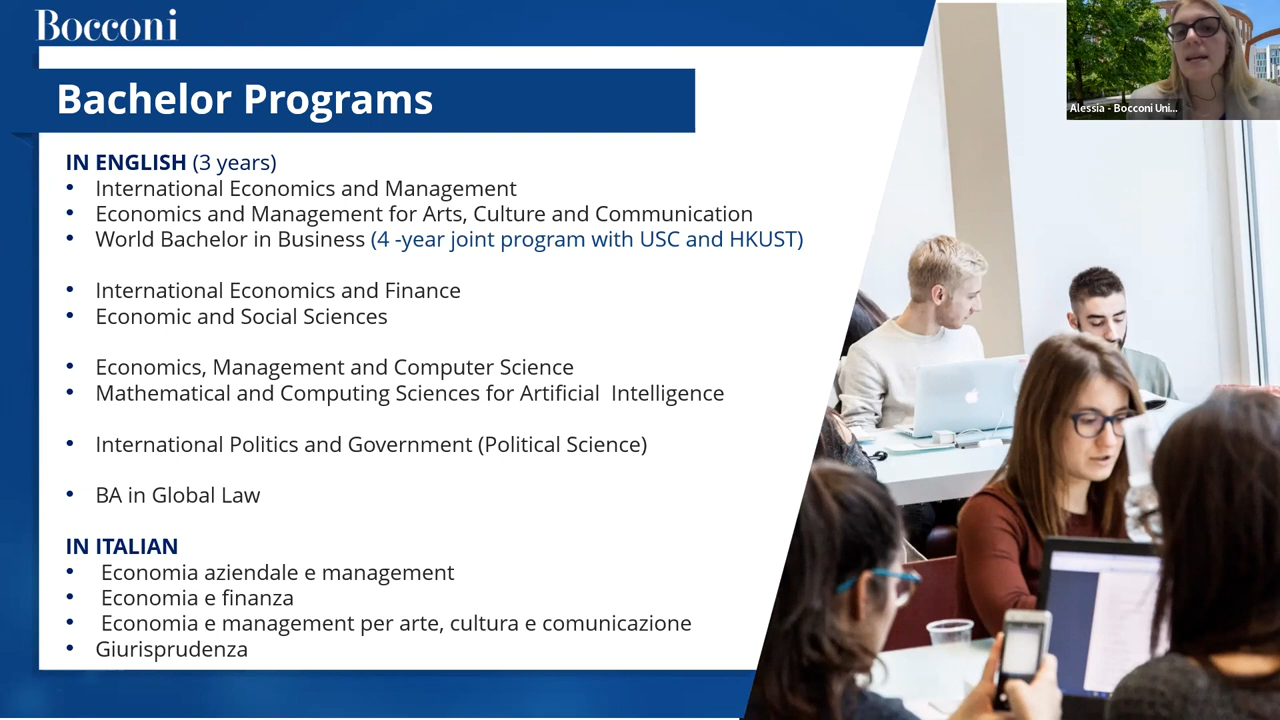 Bocconi
Alessia - Bocconi Uni...
Bachelor Programs
IN ENGLISH (3 years)
• International Economics and Management
• Economics and Management for Arts, Culture and Communication
• World Bachelor in Business (4 -year joint program with USC and HKUST)
• International Economics and Finance
• Economic and Social Sciences
• Economics, Management and Computer Science
• Mathematical and Computing Sciences for Artificial  Intelligence
• International Politics and Government (Political Science)
• BA in Global Law
IN ITALIAN
• Economia aziendale e management
• Economia e finanza
• Economia e management per arte, cultura e comunicazione
• Giurisprudenza